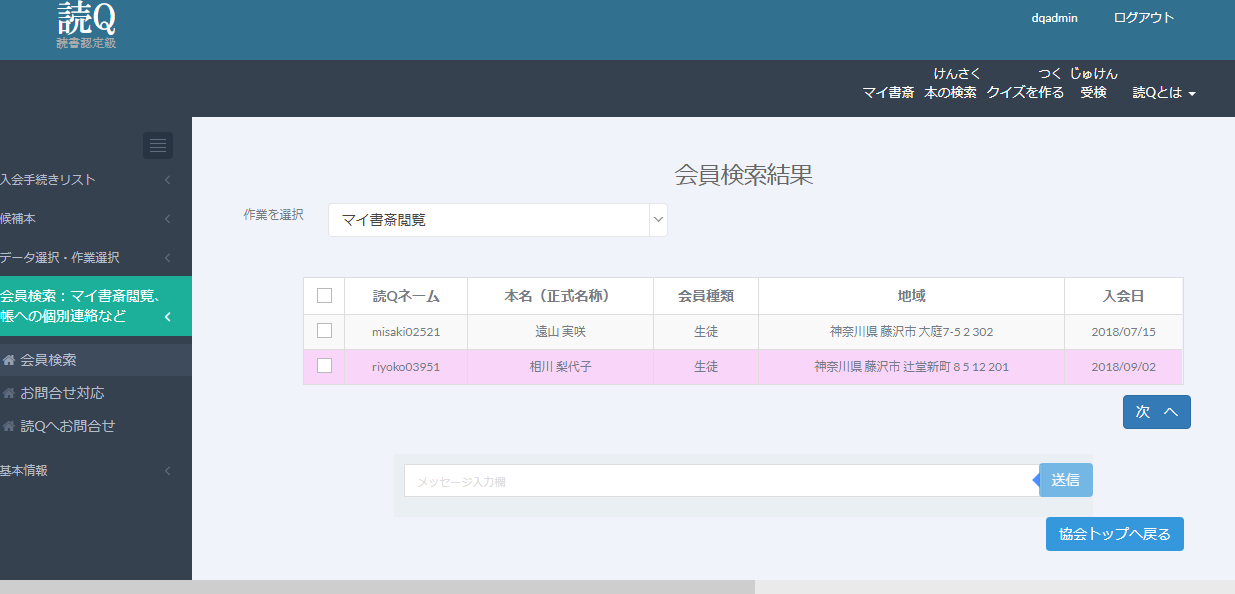 読Q
読書認定級
dqadmin ログアウト
けんさく つく じゅけん
マイ書斎 本の検索 クイズを作る 受検 読Qとは
入会手続きリスト
候補本
データ選択・作業選択
会員検索：マイ書斎閲覧、
帳への個別連絡など
会員検索
お問合せ対応
読Qへお問合せ
基本情報
会員検索結果
作業を選択 マイ書斎閲覧
読Qネーム 本名（正式名称） 会員種類 地域 入会日
misaki02521 遠山 実咲 生徒 神奈川県 藤沢市 大庭7-5 2 302 2018/07/15
riyoko03951 相川 梨代子 生徒 神奈川県 藤沢市 辻堂新町 8 5 12 201 2018/09/02
次 へ
メッセージ入力欄 送信
協会トップへ戻る